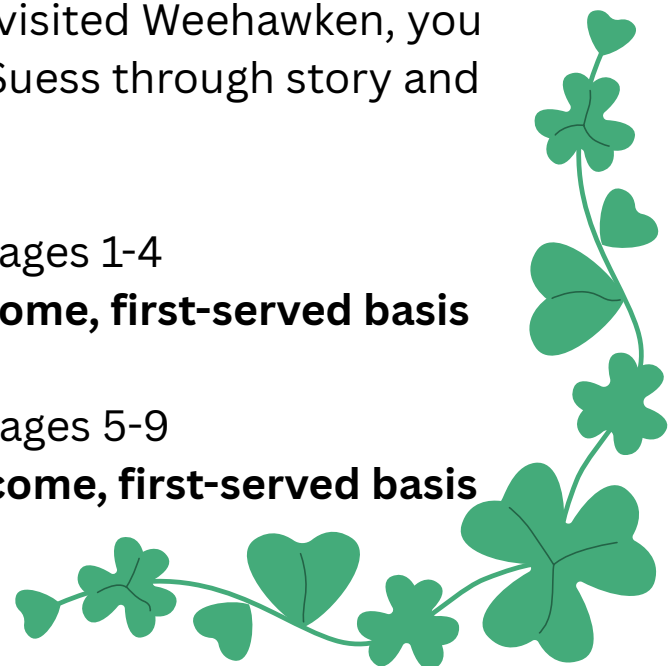 visited Weehawken, you
Suess through story and
ages 1-4
ome, first-served basis
ages 5-9
come, first-served basis